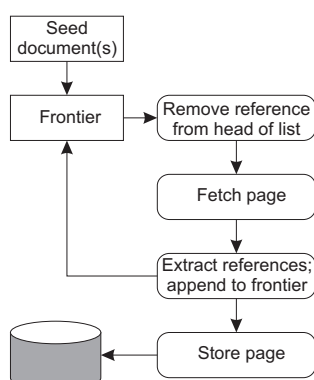 Seed
document(s)
Frontier
Remove reference
from head of list
Fetch page
Extract references;
append to frontier
Store page